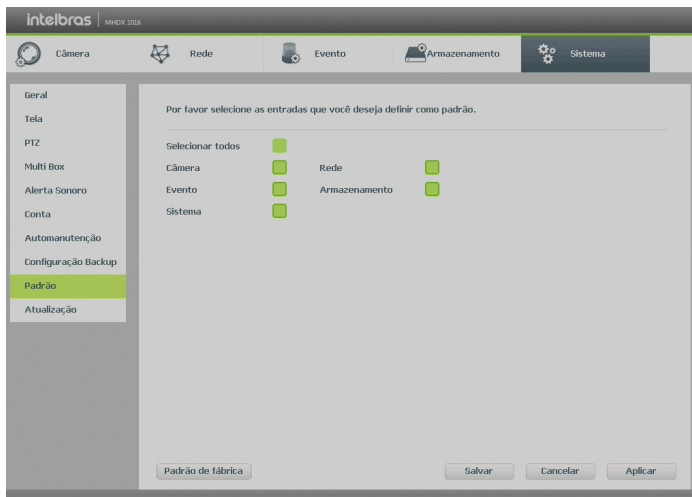 intelbras | MHDX 1016
Câmera Rede Evento Armazenamento Sistema
Geral
Tela
PTZ
Multi Box
Alerta Sonoro
Conta
Automanutenção
Configuração Backup
Padrão
Atualização
Por favor selecione as entradas que você deseja definir como padrão.
Selecionar todos
Câmera Rede
Evento Armazenamento
Sistema
Padrão de fábrica Salvar Cancelar Aplicar